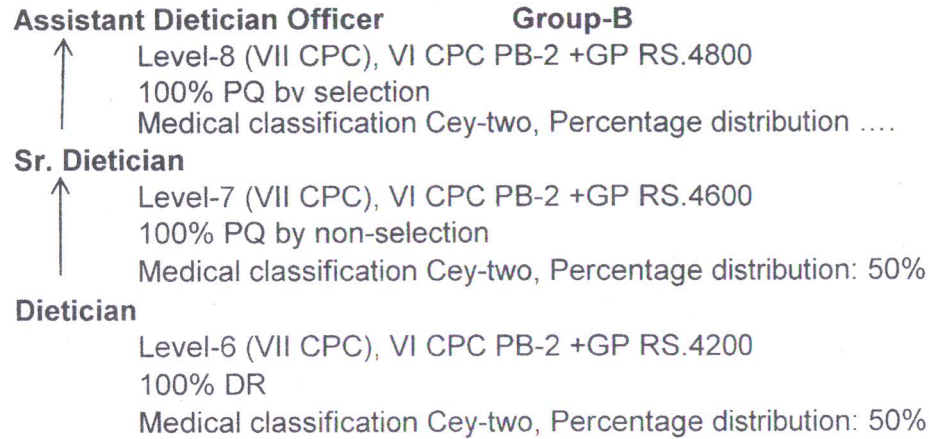 Assistant Dietician Officer Group-B
Level-8 (VII CPC), VI CPC PB-2 +GP RS.4800
100% PQ bv selection
Medical classification Cey-two, Percentage distribution ....
Sr. Dietician
Level-7 (VII CPC), VI CPC PB-2 +GP RS.4600
100% PQ by non-selection
Medical classification Cey-two, Percentage distribution: 50%
Dietician
Level-6 (VII CPC), VI CPC PB-2 +GP RS.4200
100% DR
Medical classification Cey-two, Percentage distribution: 50%